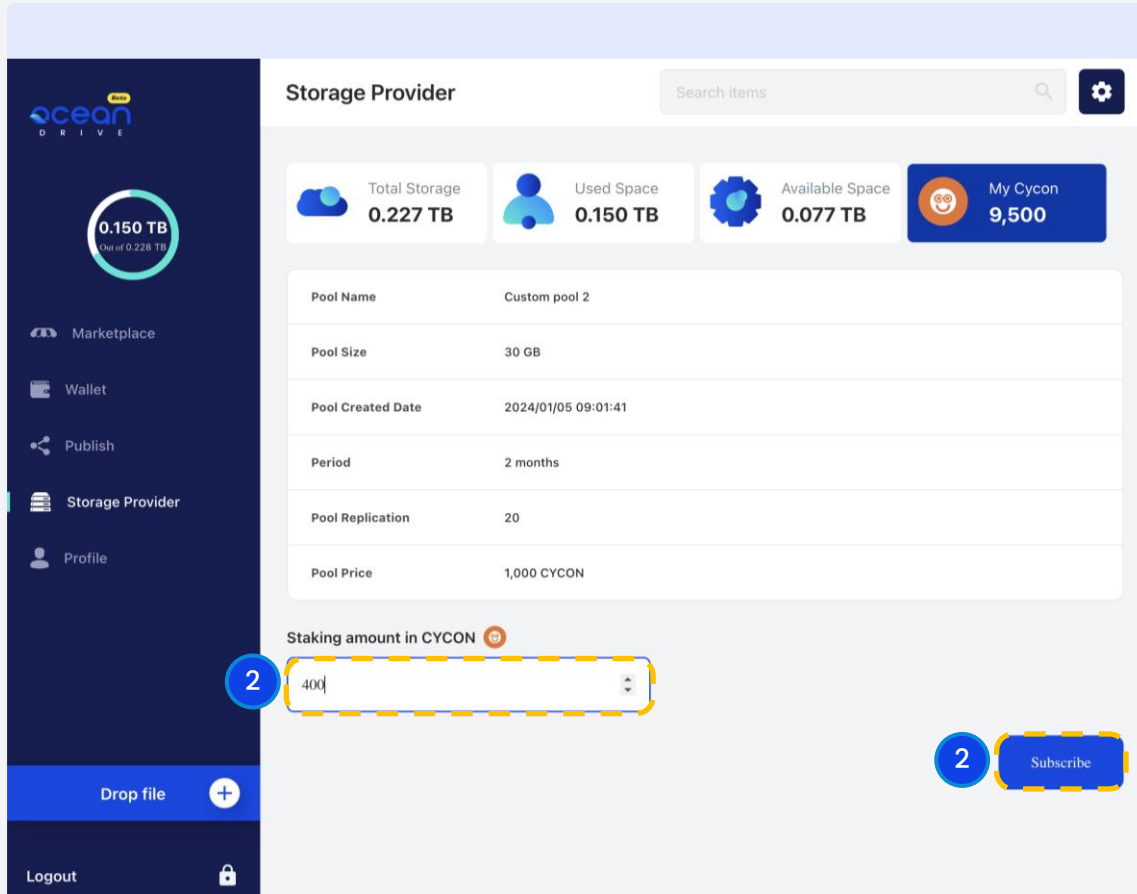 Beta
ocean
DRIVE
0.150 TB
Out of 0.228 TB
Marketplace
Wallet
Publish
Storage Provider
Profile
Drop file
Logout
Storage Provider
Search items
Total Storage
0.227 TB
Used Space
0.150 TB
Available Space
0.077 TB
My Cycon
9,500
Pool Name Custom pool 2
Pool Size 30 GB
Pool Created Date 2024/01/05 09:01:41
Period 2 months
Pool Replication 20
Pool Price 1,000 CYCON
Staking amount in CYCON
2 400
2 Subscribe